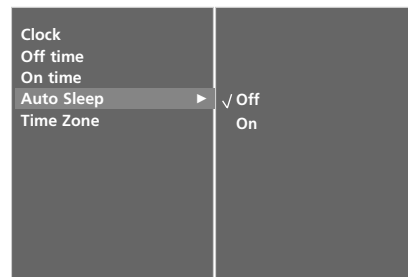 Clock
Off time
On time
Auto Sleep ► √ Off
Time Zone On